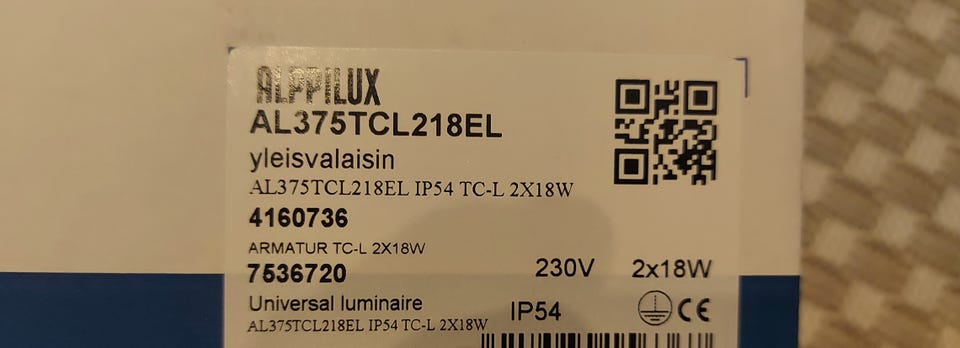 ALPPILUX
AL375TCL218EL
yleisvalaisin
AL375TCL218EL IP54 TC-L 2X18W
4160736
ARMATUR TC-L 2X18W
7536720
230V 2x18W
Universal luminaire
IP54 CE
AL375TCL218EL IP54 TC-L 2X18W